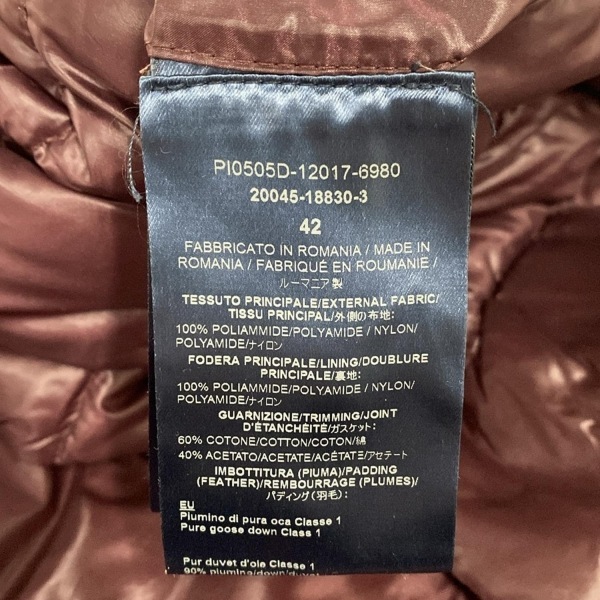 PI0505D-12017-6980
20045-18830-3
42
FABBRICATO IN ROMANIA / MADE IN
ROMANIA / FABRIQUÉ EN ROUMANIE /
ルーマニア製
TESSUTO PRINCIPALE/EXTERNAL FABRIC/
TISSU PRINCIPAL/外側の布地:
100% POLIAMMIDE/POLYAMIDE / NYLON/
POLYAMIDE/ナイロン
FODERA PRINCIPALE/LINING/DOUBLURE
PRINCIPALE/裏地:
100% POLIAMMIDE/POLYAMIDE / NYLON/
POLYAMIDE/ナイロン
GUARNIZIONE/TRIMMING/JOINT
D'ÉTANCHÉITÉ/ガスケット:
60% COTONE/COTTON/COTON/綿
40% ACETATO/ACETATE/ACÉTATE/アセテート
IMBOTTITURA (PIUMA)/PADDING
(FEATHER)/REMBOURRAGE (PLUMES)/
パディング(羽毛):
EU
Piumino di pura oca Classe 1
Pure goose down Class 1
Pur duvet d'oie Classe 1
90% piumino/down/duvet